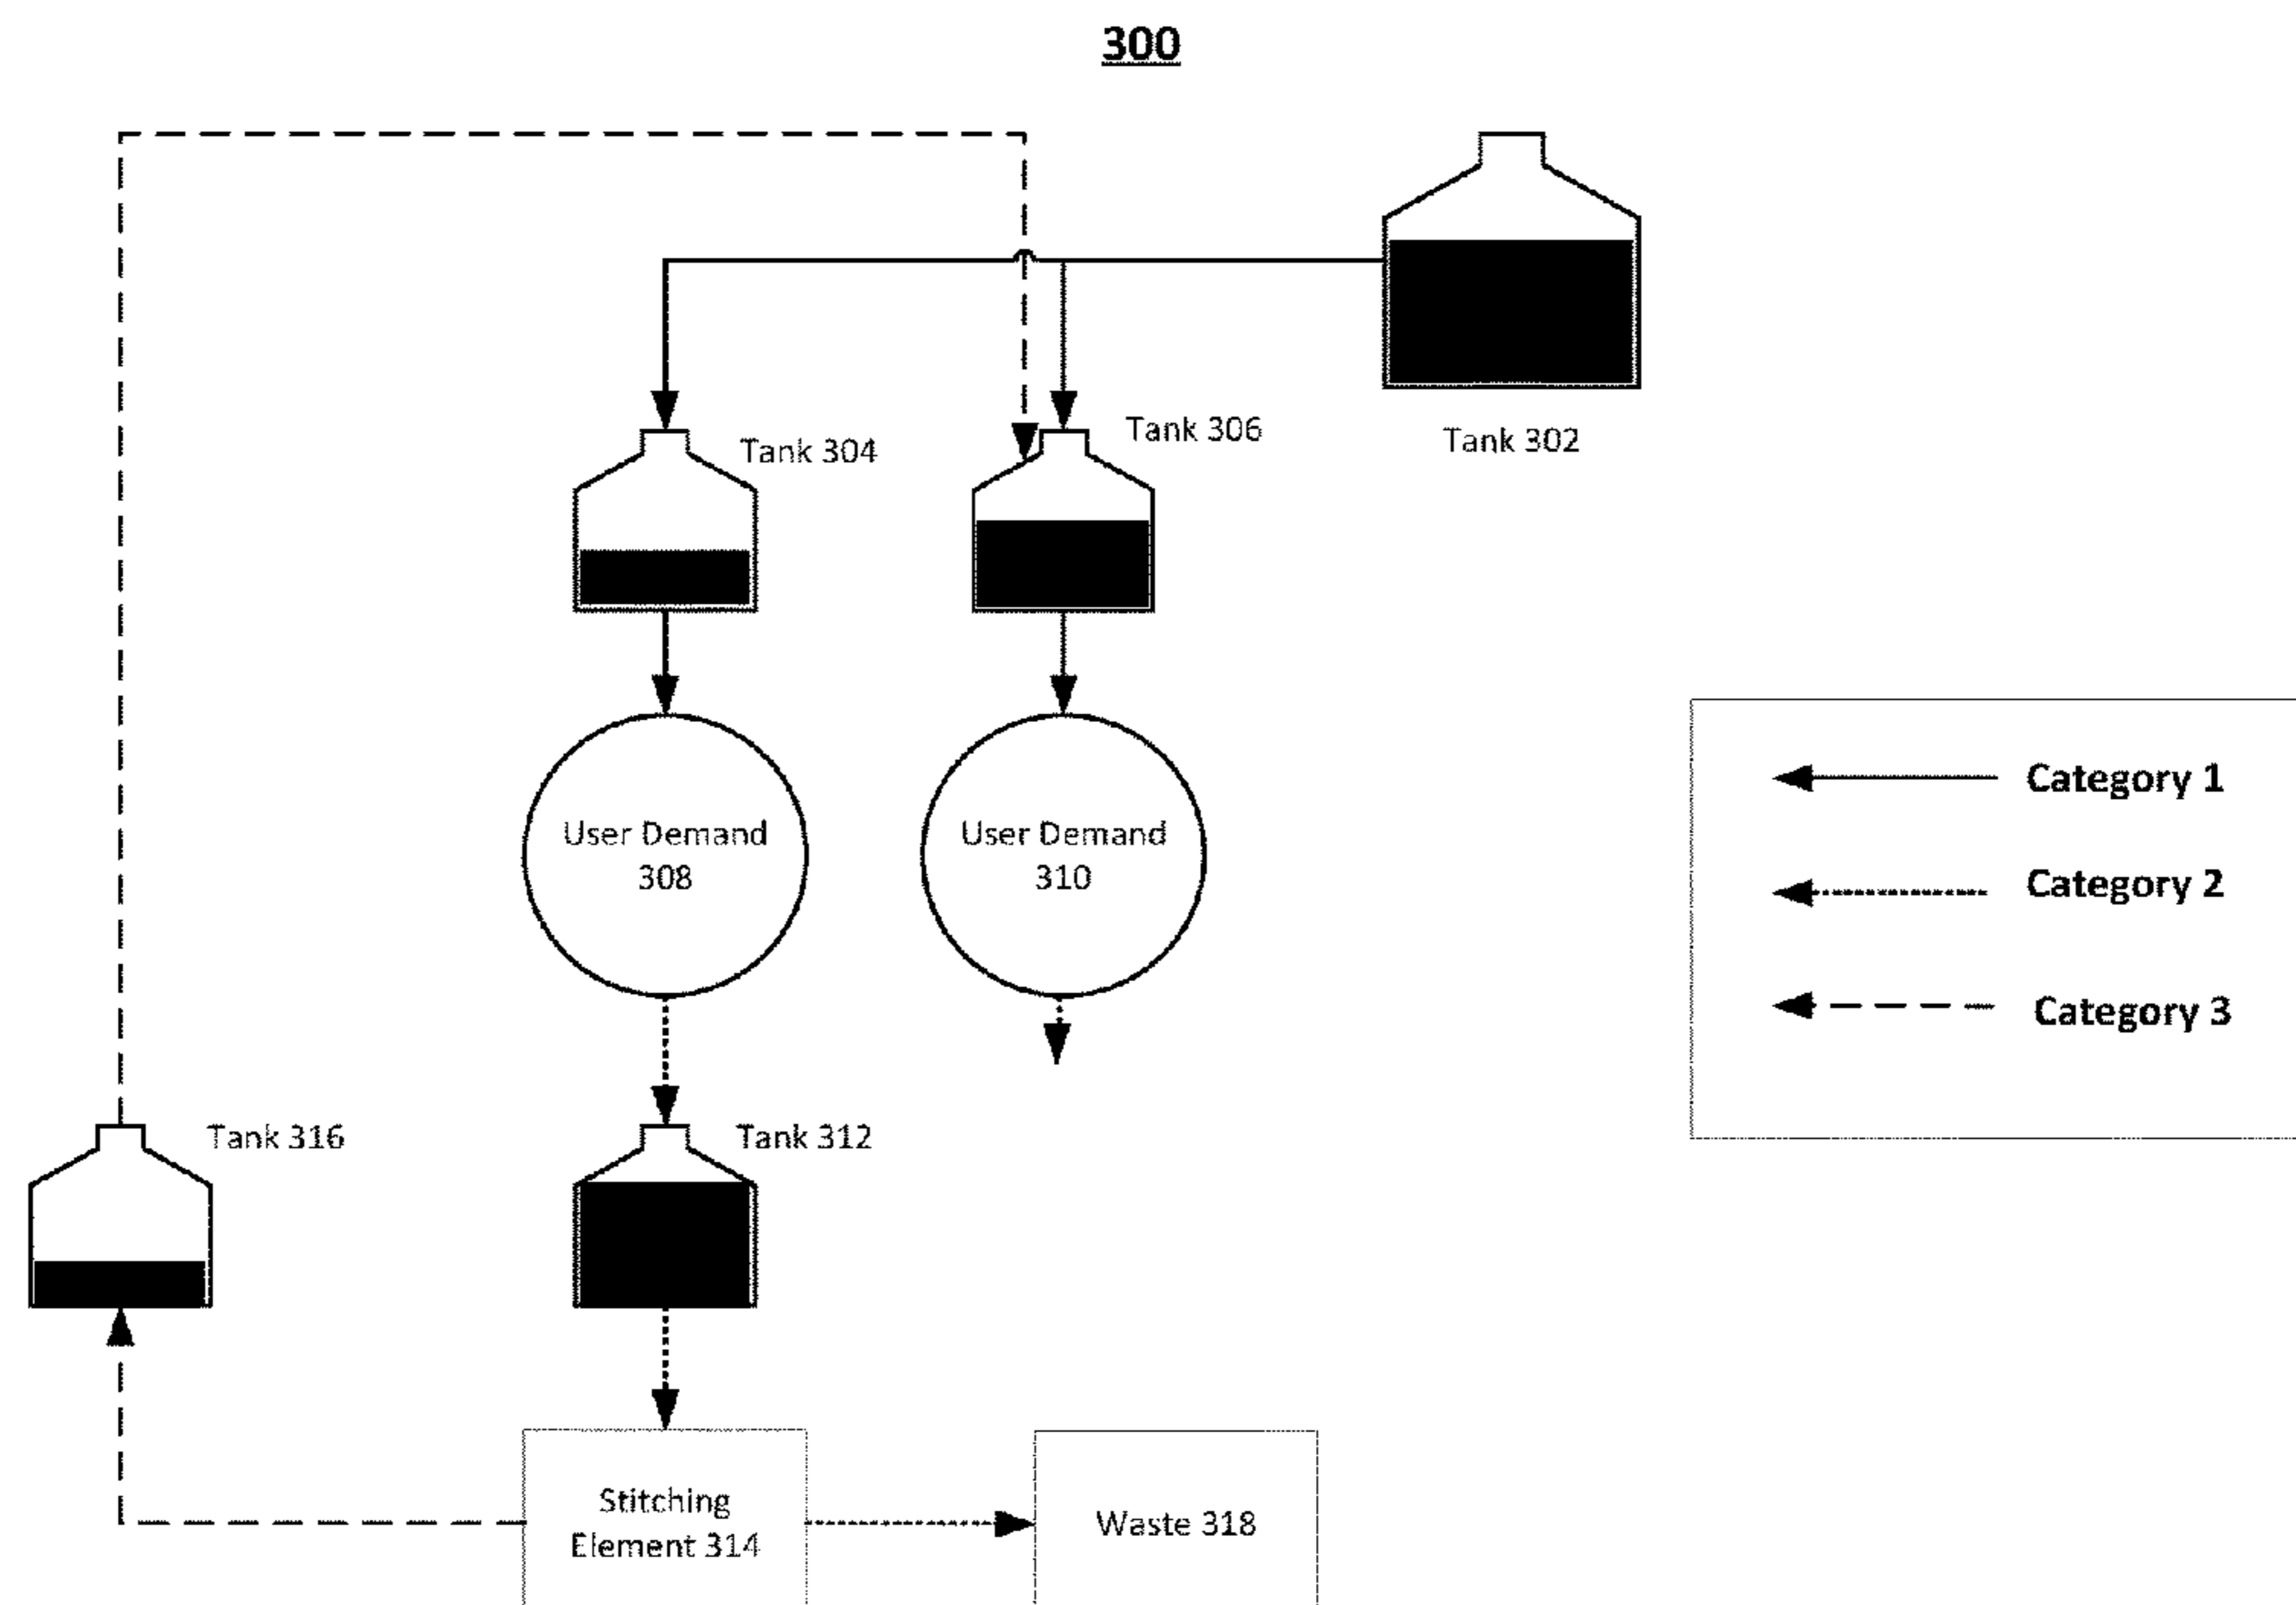 300
Tank 304
Tank 306
Tank 302
User Demand
308
User Demand
310
Category 1
Category 2
Category 3
Tank 316
Tank 312
Stitching
Element 314
Waste 318